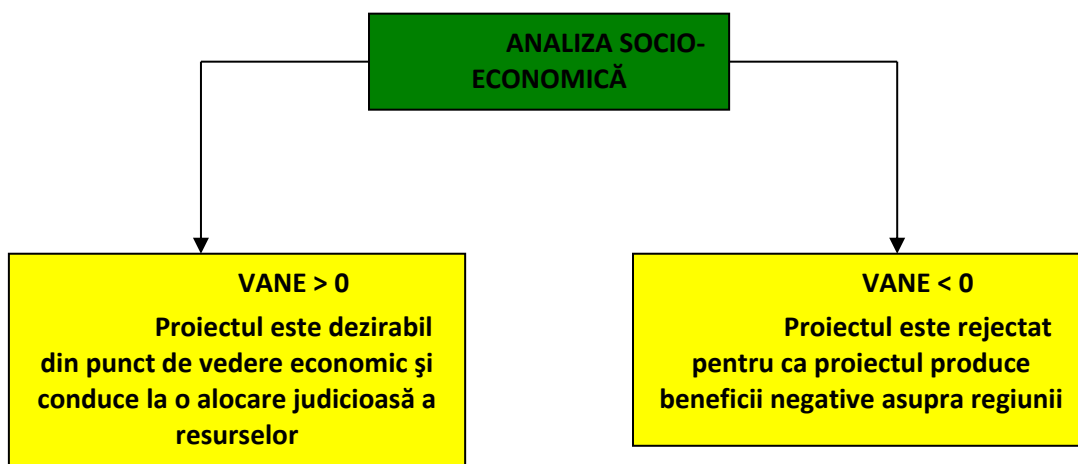 ANALIZA SOCIO-
ECONOMICĂ
VANE > 0
Proiectul este dezirabil
din punct de vedere economic şi
conduce la o alocare judicioasă a
resurselor
VANE < 0
Proiectul este rejectat
pentru ca proiectul produce
beneficii negative asupra regiunii